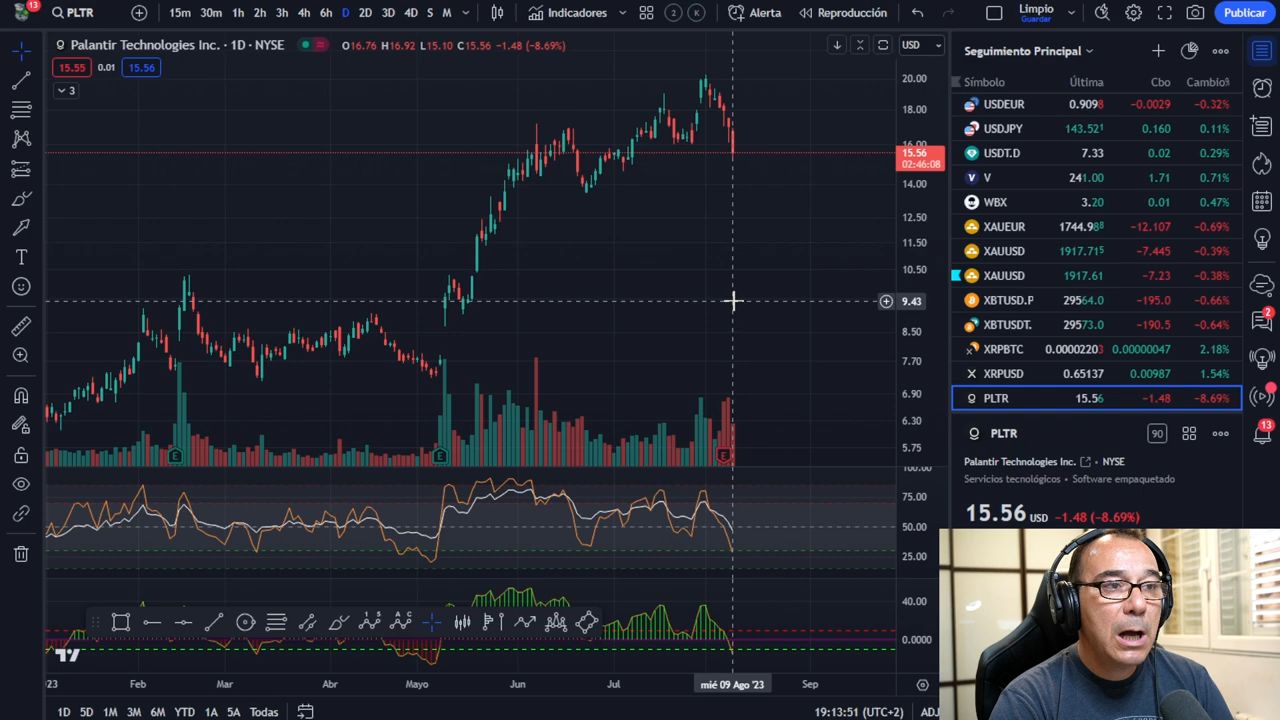 13
PLTR
15m 30m 1h 2h 3h 4h 6h D 2D 3D 4D S M
Indicadores
2 K
Alerta
Reproducción
Limpio
Guardar
Publicar
Palantir Technologies Inc. · 1D · NYSE
O16.76 H16.92 L15.10 C15.56 −1.48 (−8.69%)
USD
15.55 0.01 15.56
3
20.00
18.00
16.00
15.56
02:46:08
14.00
12.50
11.50
10.50
9.43
8.50
7.70
6.90
6.30
5.75
E E E
100.00
75.00
50.00
25.00
40.00
0.0000
1 5
A C
23 Feb Mar Abr Mayo Jun Jul mié 09 Ago '23 Sep
1D 5D 1M 3M 6M YTD 1A 5A Todas
19:13:51 (UTC+2)
ADJ
Seguimiento Principal
Símbolo Última Cbo Cambio%
USDEUR 0.9098 −0.0029 −0.32%
USDJPY 143.521 0.160 0.11%
USDT.D 7.33 0.02 0.29%
V 241.00 1.71 0.71%
WBX 3.20 0.01 0.47%
XAUEUR 1744.988 −12.107 −0.69%
XAUUSD 1917.715 −7.445 −0.39%
XAUUSD 1917.61 −7.23 −0.38%
XBTUSD.P 29564.0 −195.0 −0.66%
XBTUSDT. 29573.0 −190.5 −0.64%
XRPBTC 0.00002203 0.00000047 2.18%
XRPUSD 0.65137 0.00987 1.54%
PLTR 15.56 −1.48 −8.69%
PLTR
90
Palantir Technologies Inc. • NYSE
Servicios tecnológicos • Software empaquetado
15.56 USD −1.48 (−8.69%)
2
13